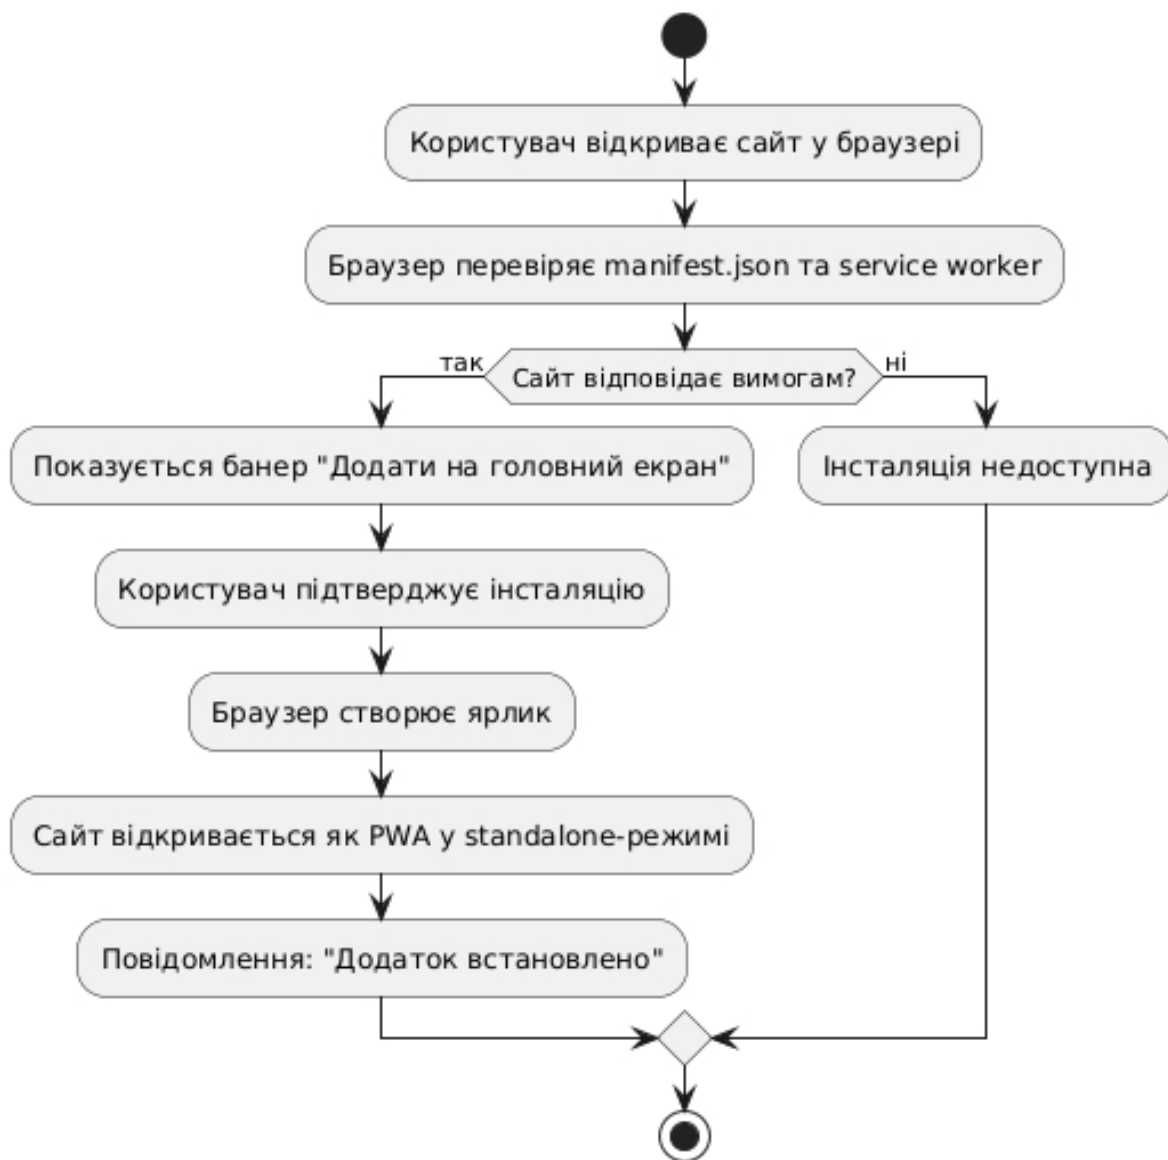 Користувач відкриває сайт у браузері
Браузер перевіряє manifest.json та service worker
так
Сайт відповідає вимогам?
ні
Показується банер "Додати на головний екран"
Інсталяція недоступна
Користувач підтверджує інсталяцію
Браузер створює ярлик
Сайт відкривається як PWA у standalone-режимі
Повідомлення: "Додаток встановлено"